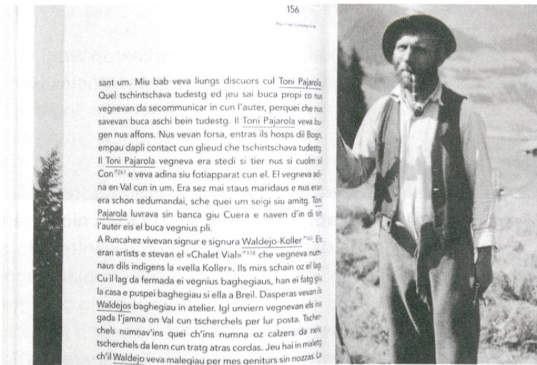 156
sant um. Miu bab veva liungs discuors cul Toni Pajarola
Quel tschintschava tudestg ed jeu sai buca propi co nus
vegnevan da secommunicar in cun l'auter, perquei che nus
savevan buca aschi bein tudestg. Il Toni Pajarola veva bu-
gen nus affons. Nus vevan forsa, entras ils hosps dil Bogn,
empau dapli contact cun glieud che tschintschava tudestg.
Il Toni Pajarola vegneva era stedi si tier nus si cuolm si
Con e veva adina siu fotiapparat cun el. El vegneva adi-
na en Val cun in um. Era sez mai staus maridaus e nus eran
era schon sedumandai, sche quei um seigi siu amitg. Toni
Pajarola luvrava sin banca giu Cuera e naven d'in di sin
l'auter eis el buca vegnius pli.
A Runcahez vivevan signur e signura Waldejo-Koller. Els
eran artists e stevan el «Chalet Vial» che vegneva num-
naus dils indigens la «vella Koller». Ils mirs schain oz el lag.
Cu il lag da fermada ei vegnius baghegiaus, han ei fatg giu
la casa e puspei baghegiau si ella a Breil. Dasperas vevan ils
Waldejos baghegiau in atelier. Igl unviern vegnevan els ina
gada l'jamna on Val cun tscherchels per lur posta. Tscher-
chels numnav'ins quei ch'ins numna oz calzers da neiv,
tscherchels da lenn cun tratg atras cordas. Jeu hai in maletg
ch'il Waldejo veva malegiau per mes geniturs sin nozzas. La